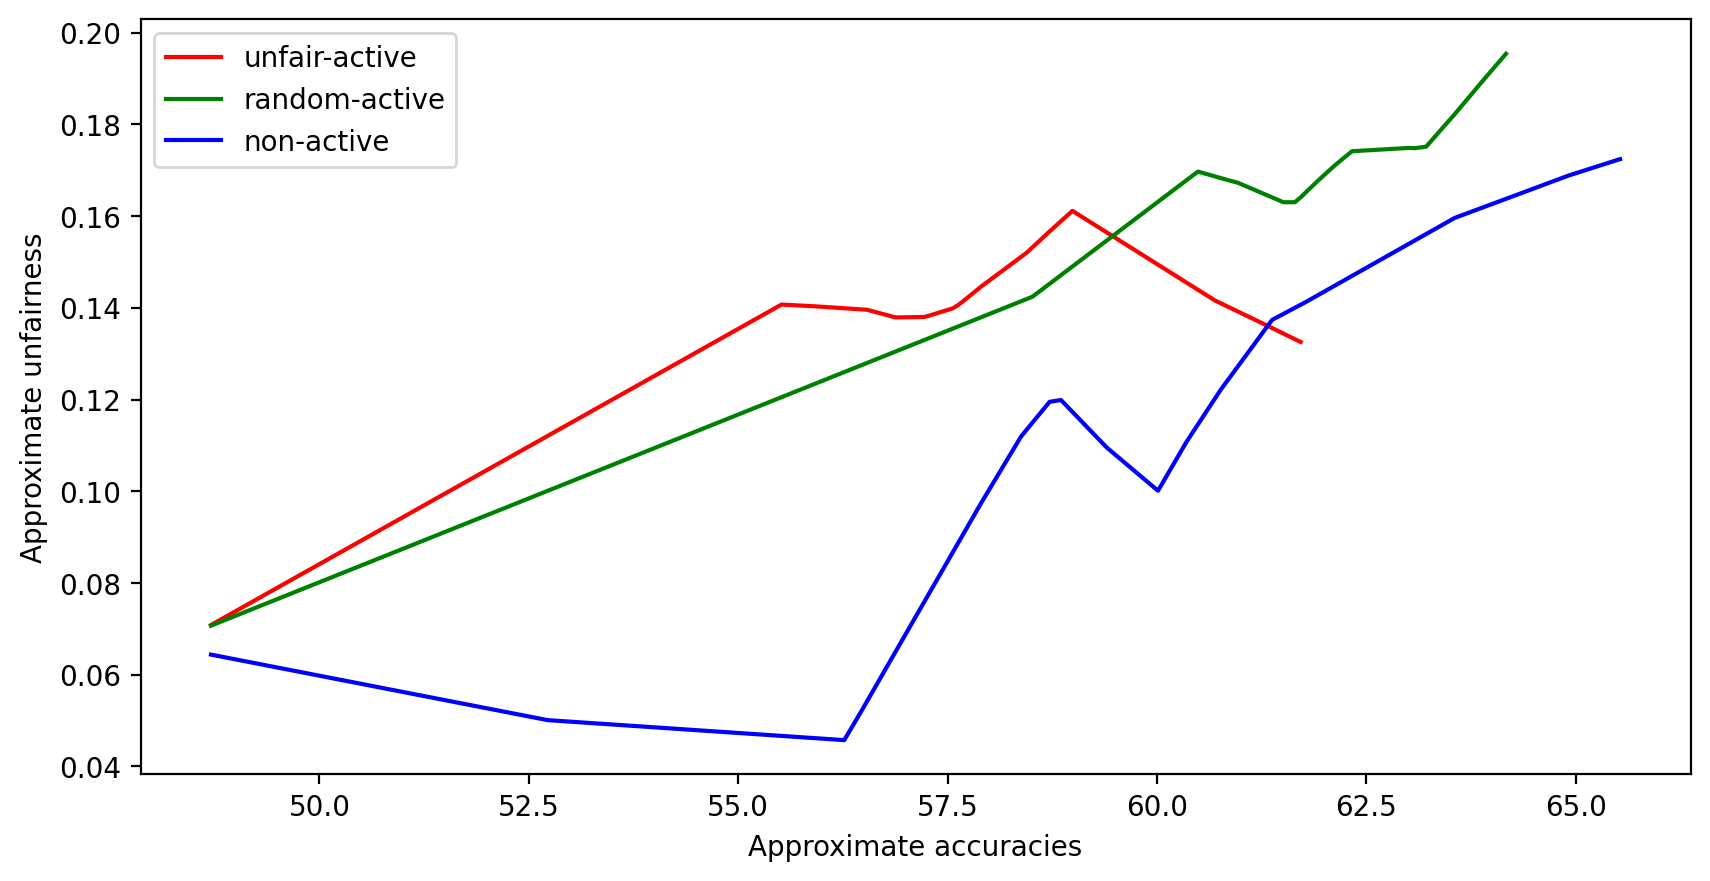 unfair-active
random-active
non-active
Approximate unfairness
0.20
0.18
0.16
0.14
0.12
0.10
0.08
0.06
0.04
50.0 52.5 55.0 57.5 60.0 62.5 65.0
Approximate accuracies